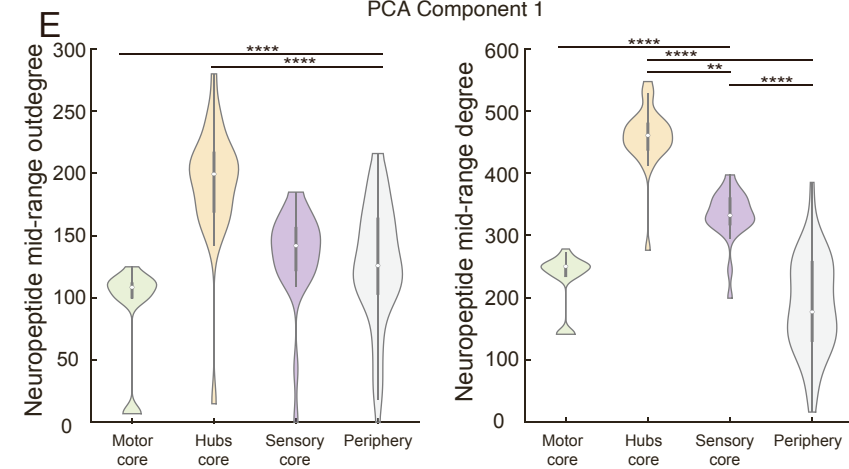 PCA Component 1
E
Neuropeptide mid-range outdegree
300
250
200
150
100
50
0
****
****
Motor core
Hubs core
Sensory core
Periphery
Neuropeptide mid-range degree
600
500
400
300
200
100
0
****
****
**
****
Motor core
Hubs core
Sensory core
Periphery